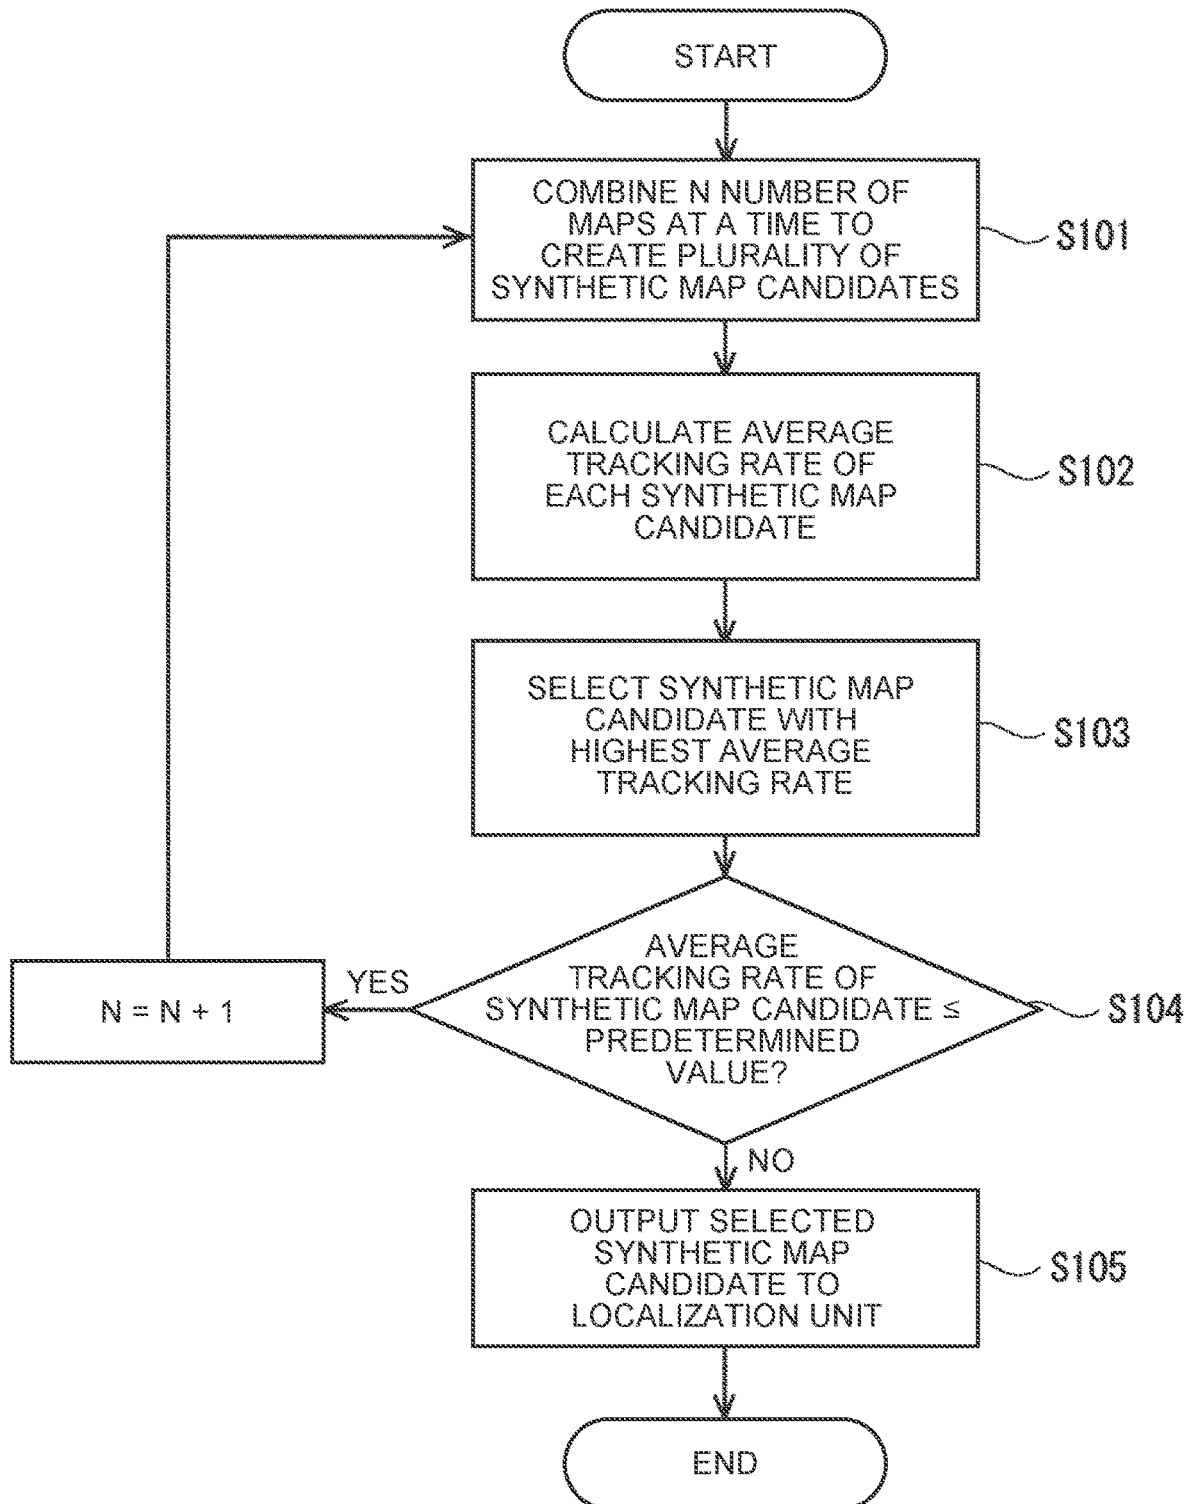 START
COMBINE N NUMBER OF
MAPS AT A TIME TO
CREATE PLURALITY OF
SYNTHETIC MAP CANDIDATES
S101
CALCULATE AVERAGE
TRACKING RATE OF
EACH SYNTHETIC MAP
CANDIDATE
S102
SELECT SYNTHETIC MAP
CANDIDATE WITH
HIGHEST AVERAGE
TRACKING RATE
S103
AVERAGE
TRACKING RATE OF
SYNTHETIC MAP CANDIDATE ≤
PREDETERMINED
VALUE?
S104
YES
N = N + 1
NO
OUTPUT SELECTED
SYNTHETIC MAP
CANDIDATE TO
LOCALIZATION UNIT
S105
END